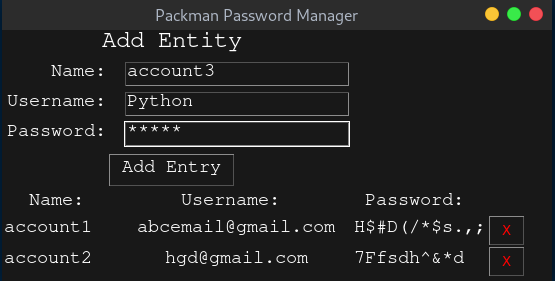 Packman Password Manager
Add Entity
Name: account3
Username: Python
Password: *****
Add Entry
Name: Username: Password:
account1 abcemail@gmail.com H$#D(/*$s.,; X
account2 hgd@gmail.com 7Ffsdh^&*d X